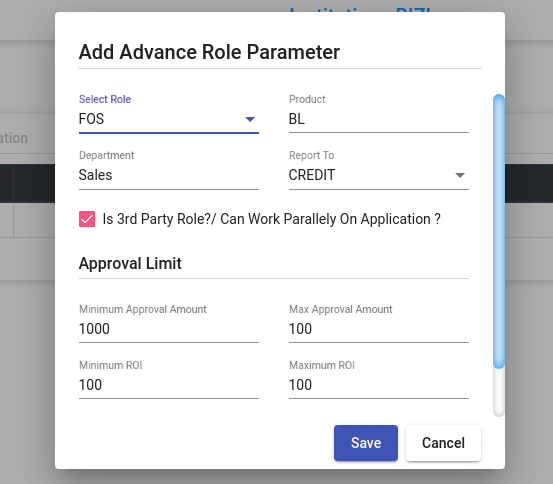 Add Advance Role Parameter
Select Role
Product
FOS
BL
Department
Report To
Sales
CREDIT
Is 3rd Party Role?/ Can Work Parallely On Application ?
Approval Limit
Minimum Approval Amount
Max Approval Amount
1000
100
Minimum ROI
Maximum ROI
100
100
Save
Cancel